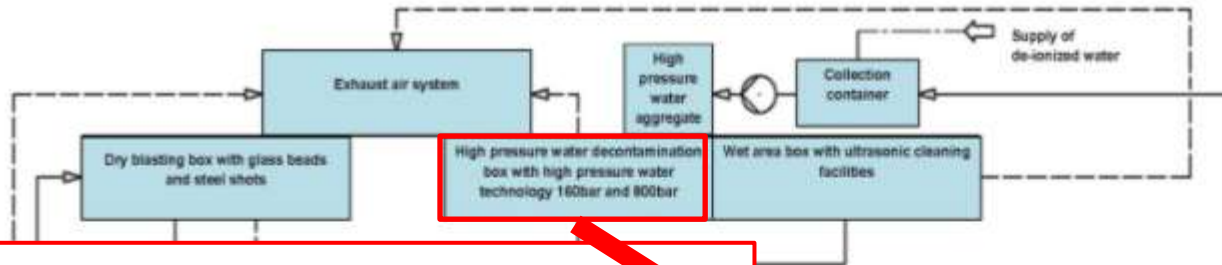 Supply of
de-ionized water
High
pressure
water
aggregate
Collection
container
Exhaust air system
Dry blasting box with glass beads
and steel shots
High pressure water decontamination
box with high pressure water
technology 160bar and 800bar
Wet area box with ultrasonic cleaning
facilities